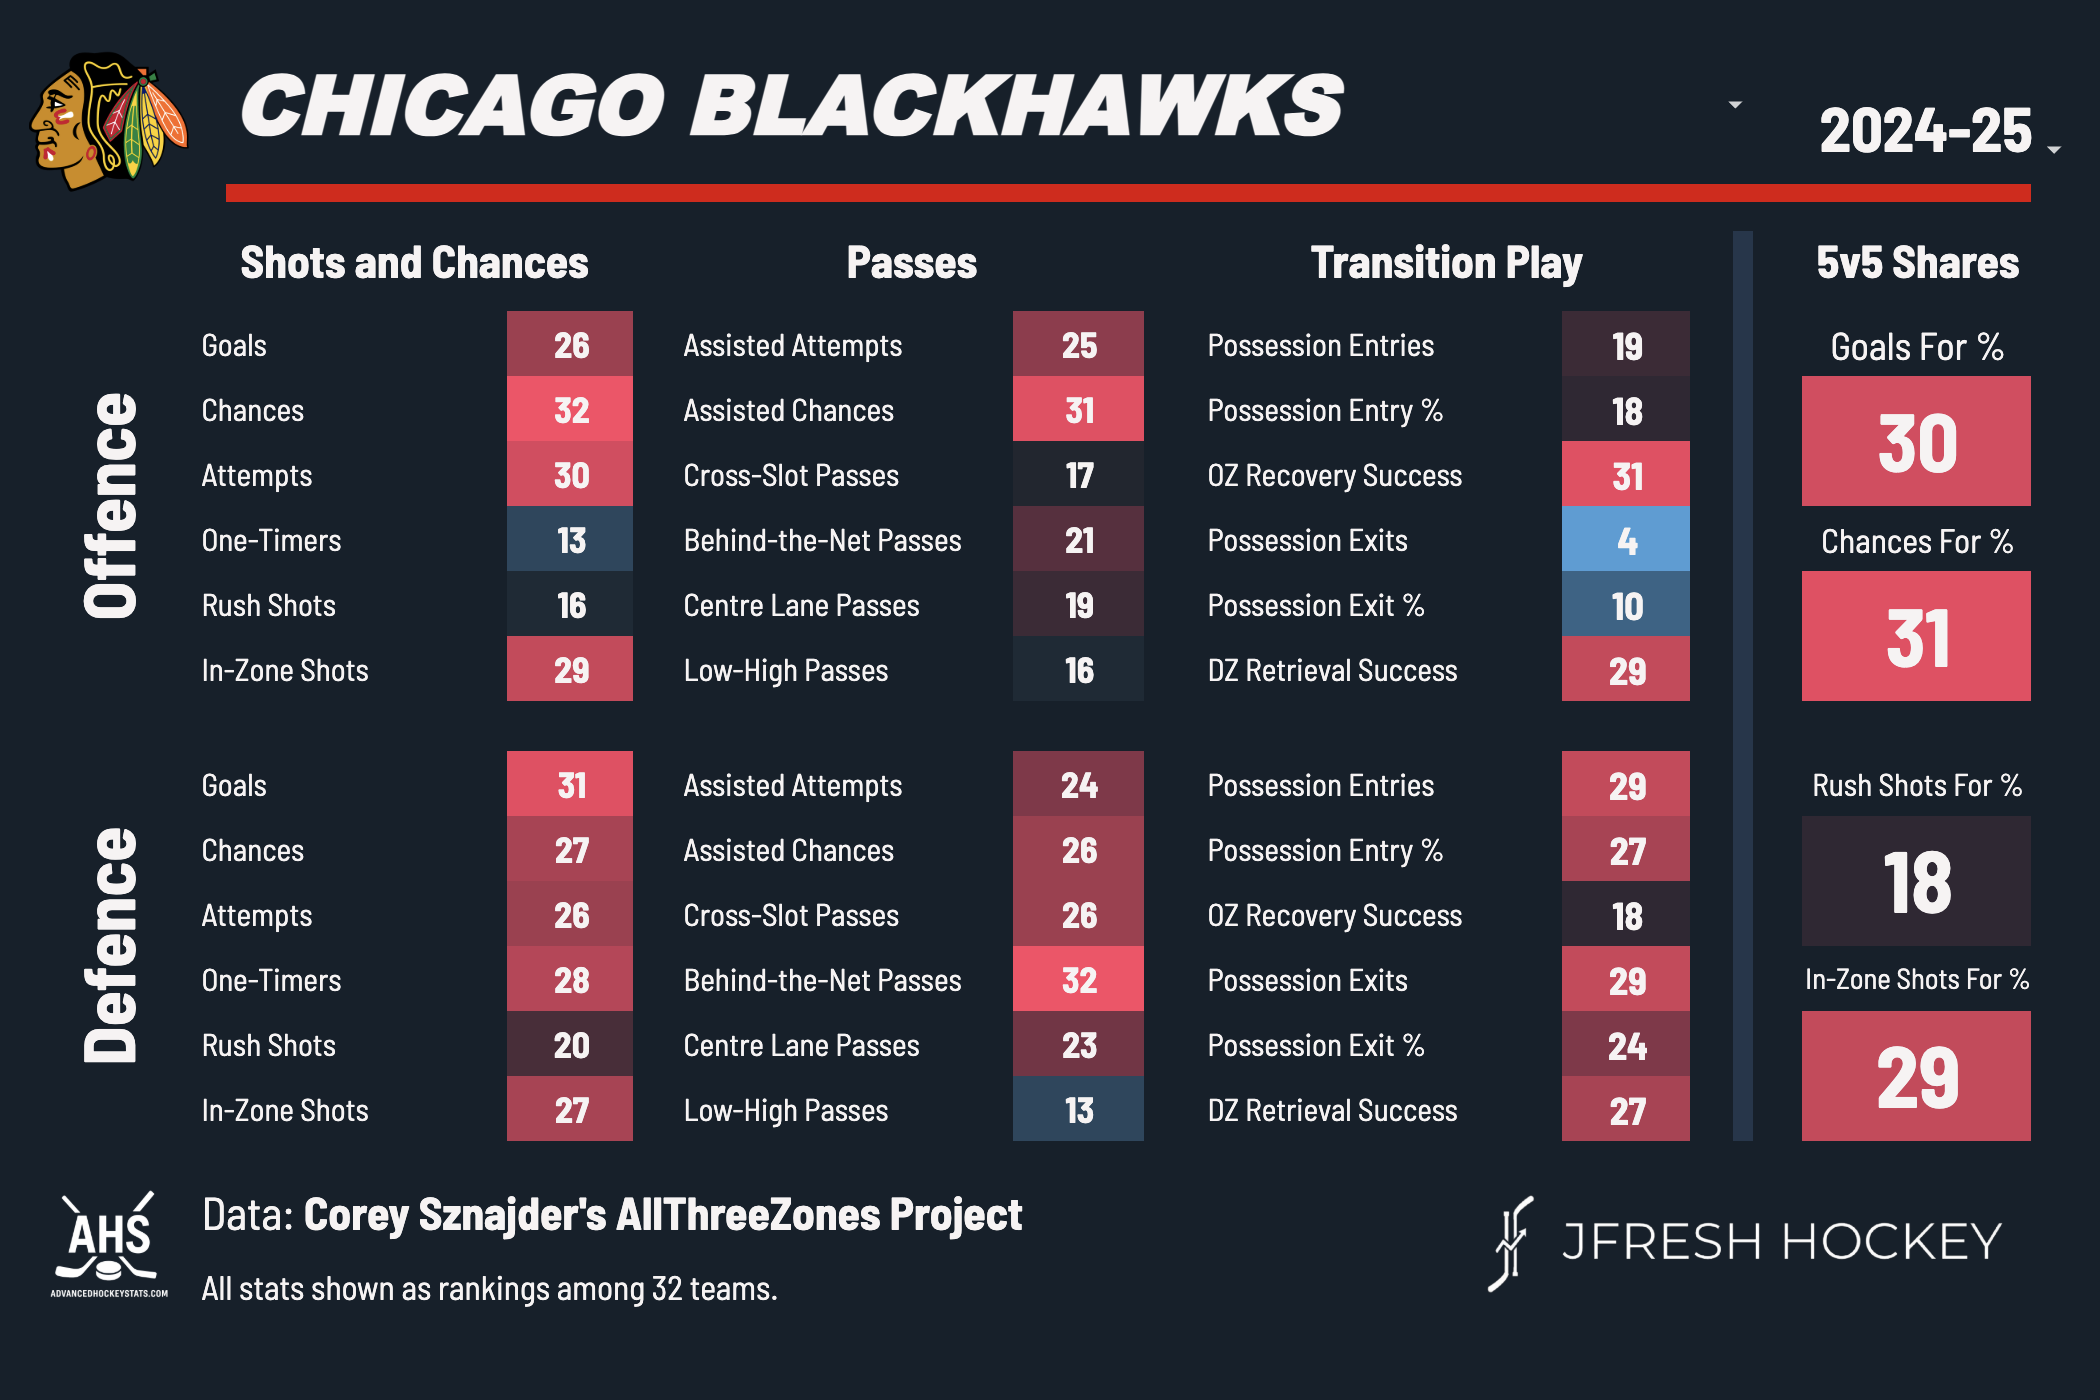 CHICAGO BLACKHAWKS
2024-25
Shots and Chances
Passes
Transition Play
5v5 Shares
Offence
Goals 26
Chances 32
Attempts 30
One-Timers 13
Rush Shots 16
In-Zone Shots 29
Assisted Attempts 25
Assisted Chances 31
Cross-Slot Passes 17
Behind-the-Net Passes 21
Centre Lane Passes 19
Low-High Passes 16
Possession Entries 19
Possession Entry % 18
OZ Recovery Success 31
Possession Exits 4
Possession Exit % 10
DZ Retrieval Success 29
Goals For %
30
Chances For %
31
Defence
Goals 31
Chances 27
Attempts 26
One-Timers 28
Rush Shots 20
In-Zone Shots 27
Assisted Attempts 24
Assisted Chances 26
Cross-Slot Passes 26
Behind-the-Net Passes 32
Centre Lane Passes 23
Low-High Passes 13
Possession Entries 29
Possession Entry % 27
OZ Recovery Success 18
Possession Exits 29
Possession Exit % 24
DZ Retrieval Success 27
Rush Shots For %
18
In-Zone Shots For %
29
AHS
ADVANCEDHOCKEYSTATS.COM
Data: Corey Sznajder's AllThreeZones Project
All stats shown as rankings among 32 teams.
JFRESH HOCKEY